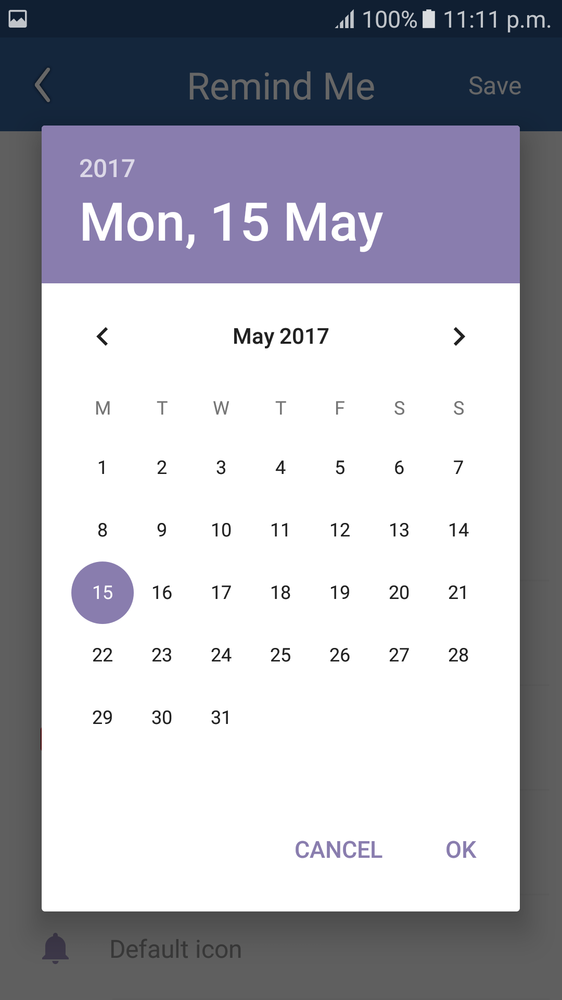 100% 11:11 p.m.
Remind Me Save
2017
Mon, 15 May
May 2017
M T W T F S S
1 2 3 4 5 6 7
8 9 10 11 12 13 14
15 16 17 18 19 20 21
22 23 24 25 26 27 28
29 30 31
CANCEL OK
Default icon